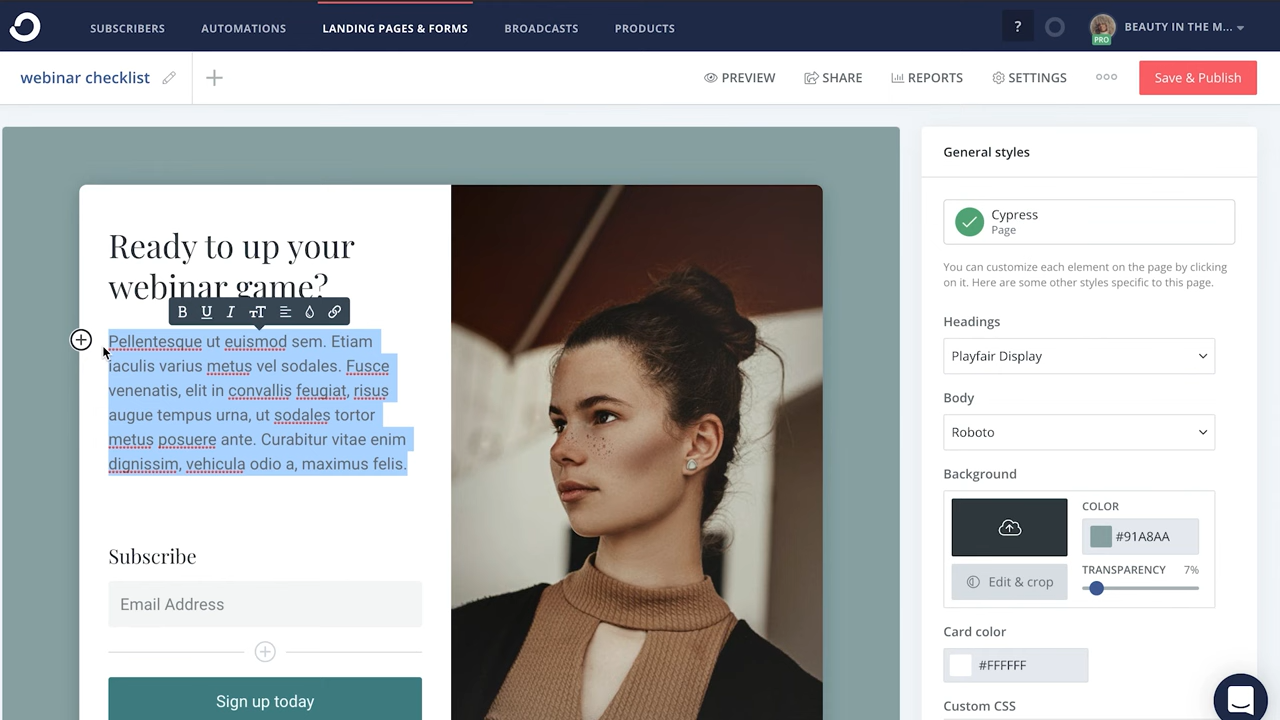 SUBSCRIBERS AUTOMATIONS LANDING PAGES & FORMS BROADCASTS PRODUCTS ? PRO BEAUTY IN THE M...
webinar checklist PREVIEW SHARE REPORTS SETTINGS Save & Publish
Ready to up your
webinar game?
B U I TT
Pellentesque ut euismod sem. Etiam
iaculis varius metus vel sodales. Fusce
venenatis, elit in convallis feugiat, risus
augue tempus urna, ut sodales tortor
metus posuere ante. Curabitur vitae enim
dignissim, vehicula odio a, maximus felis.
Subscribe
Email Address
Sign up today
General styles
Cypress
Page
You can customize each element on the page by clicking
on it. Here are some other styles specific to this page.
Headings
Playfair Display
Body
Roboto
Background
COLOR
#91A8AA
Edit & crop
TRANSPARENCY 7%
Card color
#FFFFFF
Custom CSS